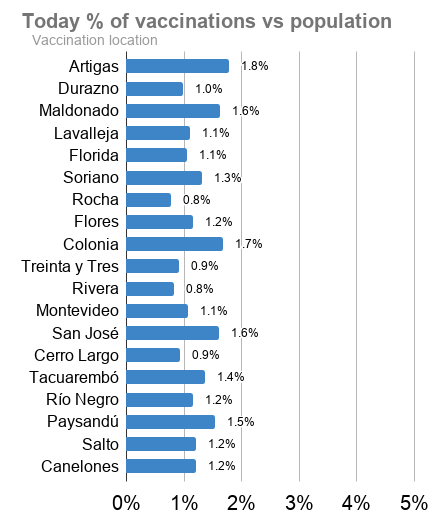 Today % of vaccinations vs population
Vaccination location
Artigas 1.8%
Durazno 1.0%
Maldonado 1.6%
Lavalleja 1.1%
Florida 1.1%
Soriano 1.3%
Rocha 0.8%
Flores 1.2%
Colonia 1.7%
Treinta y Tres 0.9%
Rivera 0.8%
Montevideo 1.1%
San José 1.6%
Cerro Largo 0.9%
Tacuarembó 1.4%
Río Negro 1.2%
Paysandú 1.5%
Salto 1.2%
Canelones 1.2%
0% 1% 2% 3% 4% 5%